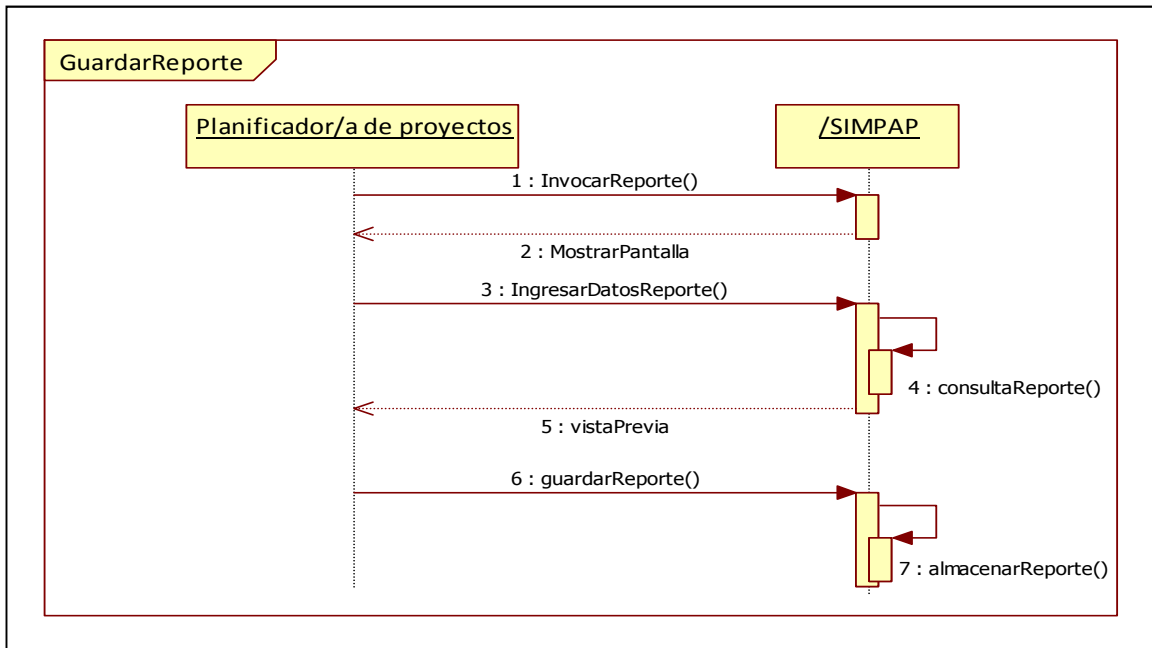 GuardarReporte
Planificador/a de proyectos
/SIMPAP
1 : InvocarReporte()
2 : MostrarPantalla
3 : IngresarDatosReporte()
4 : consultaReporte()
5 : vistaPrevia
6 : guardarReporte()
7 : almacenarReporte()